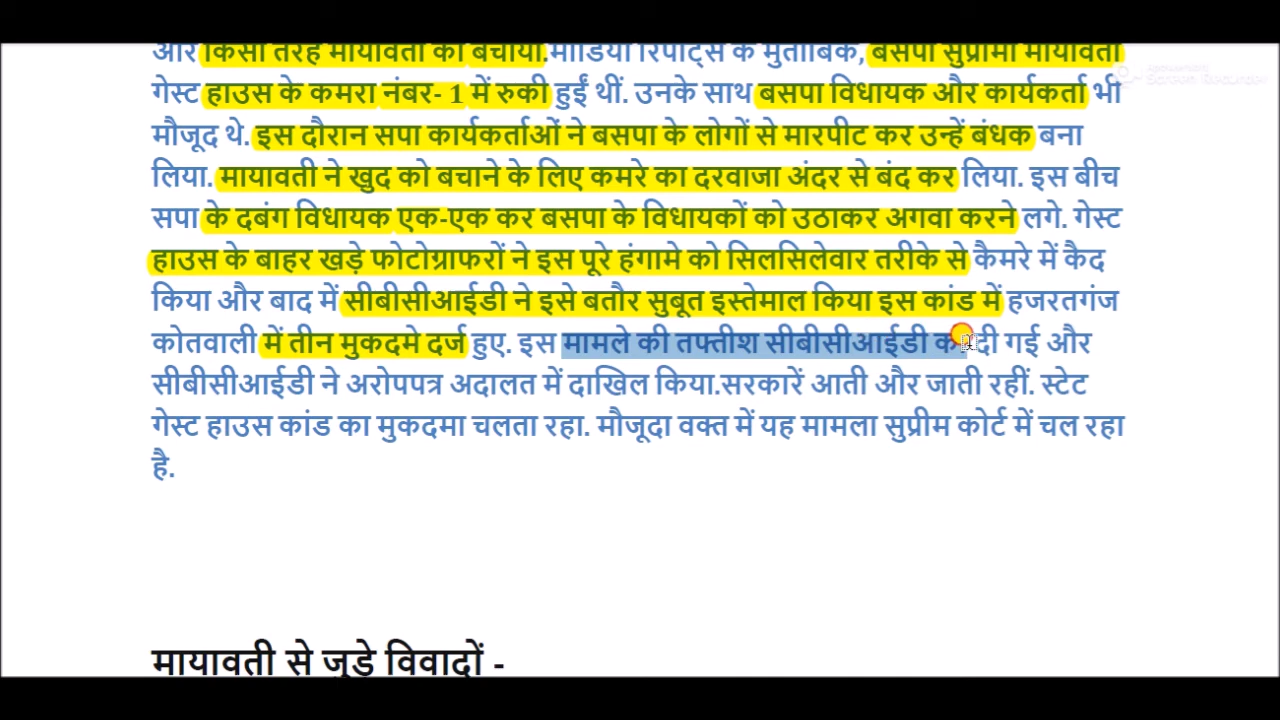 और किसी तरह मायावती को बचाया.मीडिया रिपोर्ट्स के मुताबिक, बसपा सुप्रीमो मायावती
गेस्ट हाउस के कमरा नंबर- 1 में रुकी हुईं थीं. उनके साथ बसपा विधायक और कार्यकर्ता भी
मौजूद थे. इस दौरान सपा कार्यकर्ताओं ने बसपा के लोगों से मारपीट कर उन्हें बंधक बना
लिया. मायावती ने खुद को बचाने के लिए कमरे का दरवाजा अंदर से बंद कर लिया. इस बीच
सपा के दबंग विधायक एक-एक कर बसपा के विधायकों को उठाकर अगवा करने लगे. गेस्ट
हाउस के बाहर खड़े फोटोग्राफरों ने इस पूरे हंगामे को सिलसिलेवार तरीके से कैमरे में कैद
किया और बाद में सीबीसीआईडी ने इसे बतौर सुबूत इस्तेमाल किया इस कांड में हजरतगंज
कोतवाली में तीन मुकदमे दर्ज हुए. इस मामले की तफ्तीश सीबीसीआईडी दी गई और
सीबीसीआईडी ने अरोपपत्र अदालत में दाखिल किया.सरकारें आती और जाती रहीं. स्टेट
गेस्ट हाउस कांड का मुकदमा चलता रहा. मौजूदा वक्त में यह मामला सुप्रीम कोर्ट में चल रहा
है.
मायावती से जुड़े विवादों -